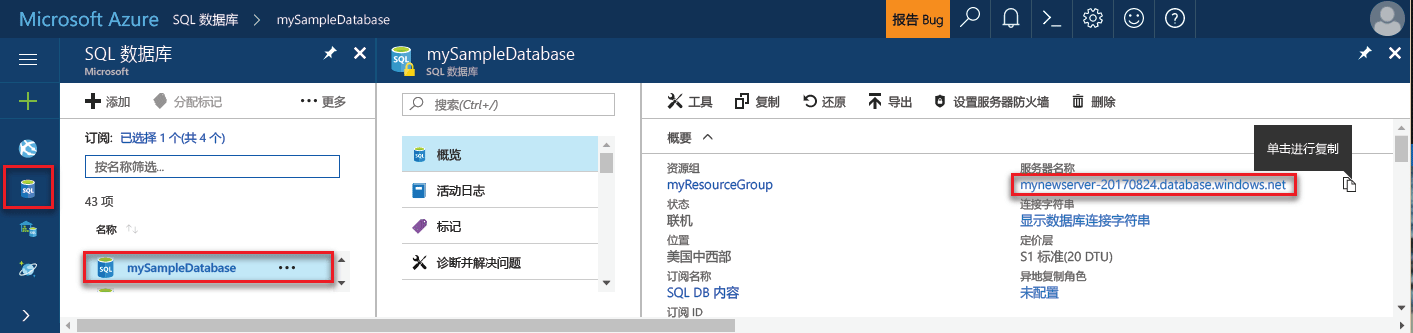 Microsoft Azure SQL 数据库 > mySampleDatabase
报告 Bug
SQL 数据库
Microsoft
添加 分配标记 ••• 更多
订阅: 已选择 1 个(共 4 个)
按名称筛选...
43 项
名称
SQL mySampleDatabase •••
SQL mySampleDatabase
SQL 数据库
搜索(Ctrl+/)
概览
活动日志
标记
诊断并解决问题
工具 复制 还原 导出 设置服务器防火墙 删除
概要
单击进行复制
资源组
myResourceGroup
状态
联机
位置
美国中西部
订阅名称
SQL DB 内容
订阅 ID
服务器名称
mynewserver-20170824.database.windows.net
连接字符串
显示数据库连接字符串
定价层
S1 标准(20 DTU)
异地复制角色
未配置